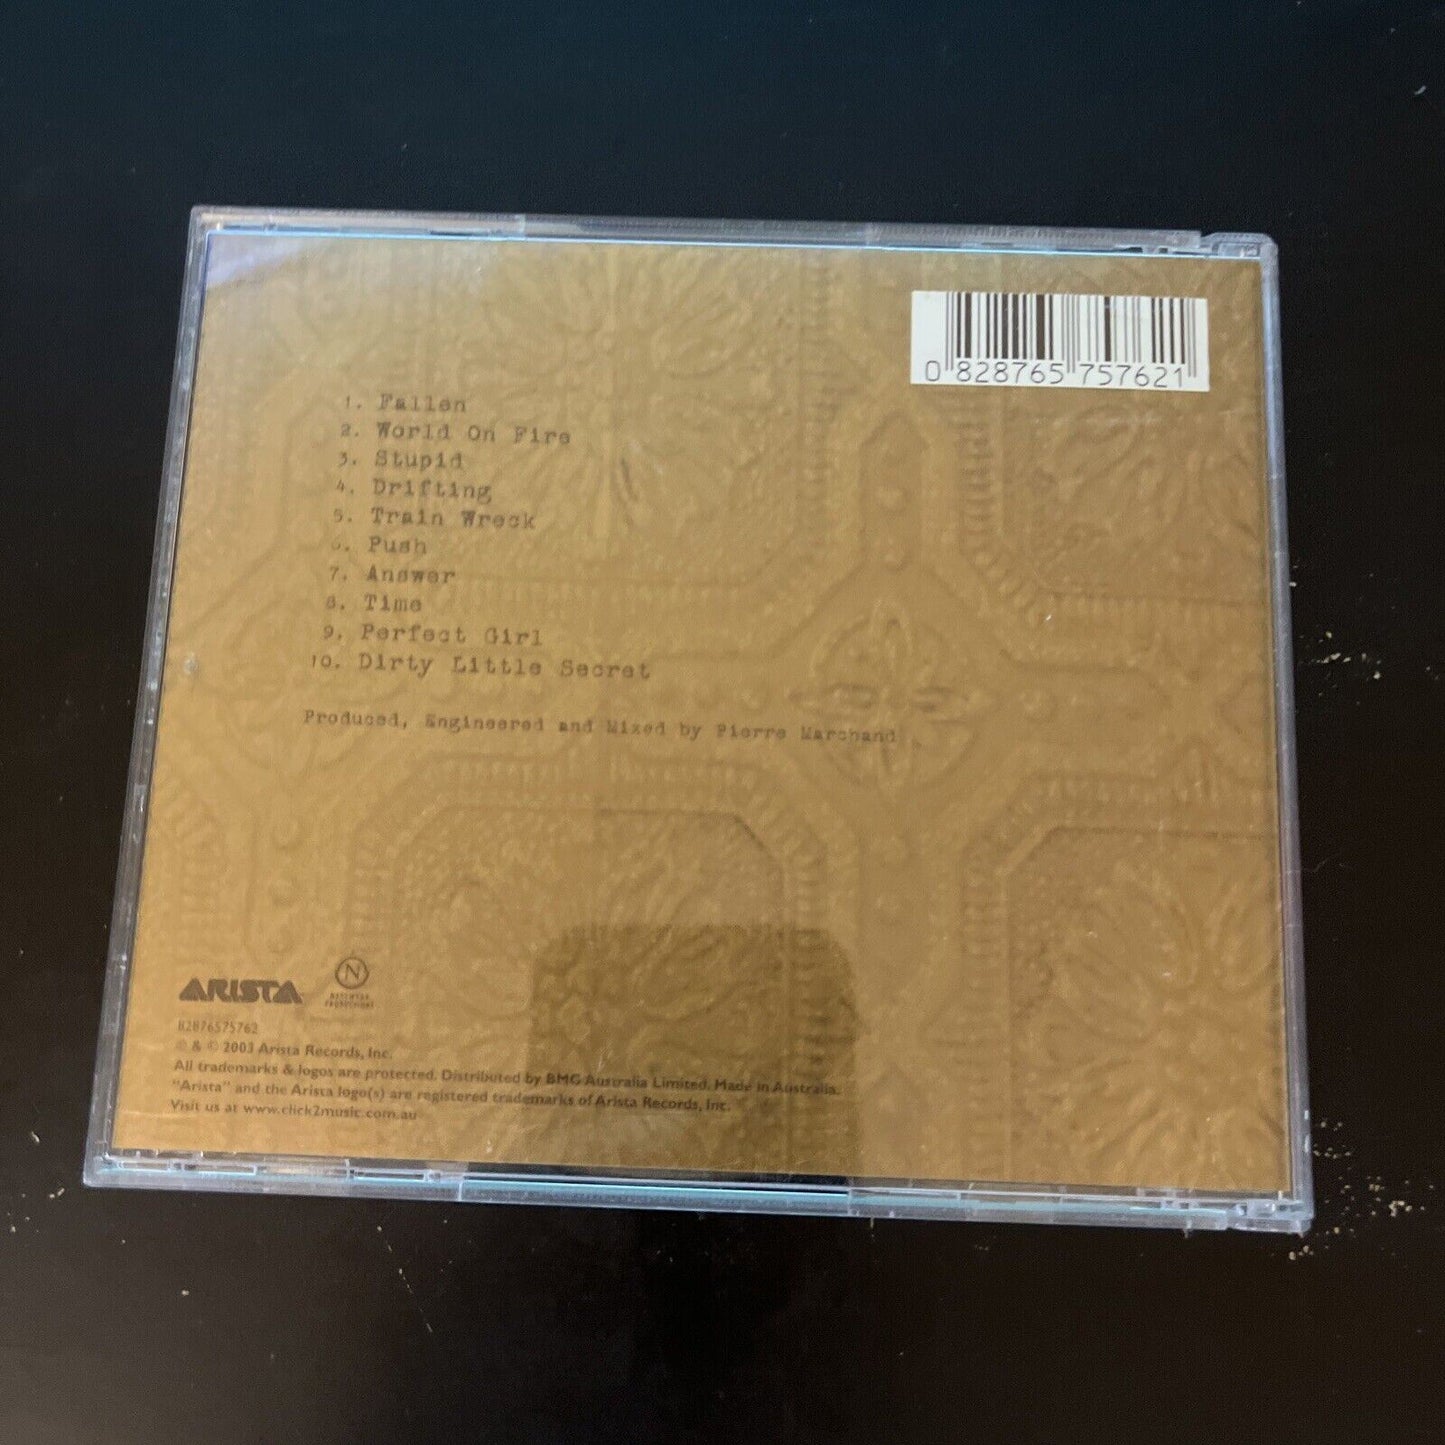 0 828765 757621
1. Fallen
2. World On Fire
3. Stupid
4. Drifting
5. Train Wreck
6. Push
7. Answer
8. Time
9. Perfect Girl
10. Dirty Little Secret
Produced, Engineered and Mixed by Pierre Marchand
ARISTA
N
NETTWERK
PRODUCTIONS
82876575762
℗ & © 2003 Arista Records, Inc.
All trademarks & logos are protected. Distributed by BMG Australia Limited. Made in Australia.
"Arista" and the Arista logo(s) are registered trademarks of Arista Records, Inc.
Visit us at www.click2music.com.au